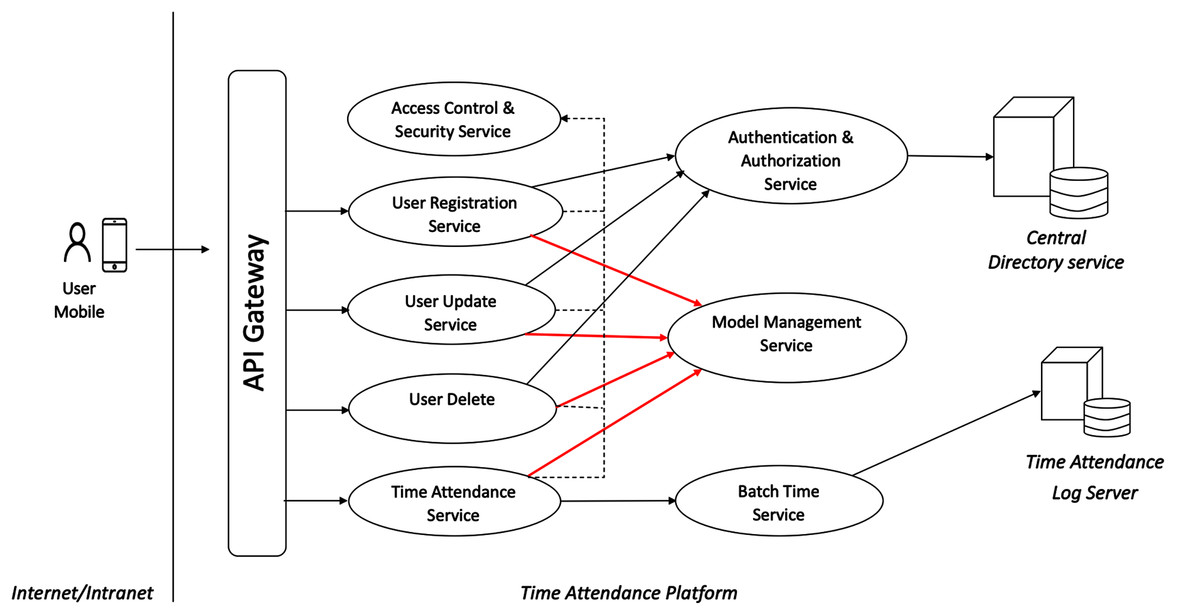 Access Control &
Security Service
Authentication &
Authorization
Service
User Registration
Service
Central
Directory service
User
Mobile
API Gateway
User Update
Service
Model Management
Service
User Delete
Time Attendance
Log Server
Time Attendance
Service
Batch Time
Service
Internet/Intranet
Time Attendance Platform